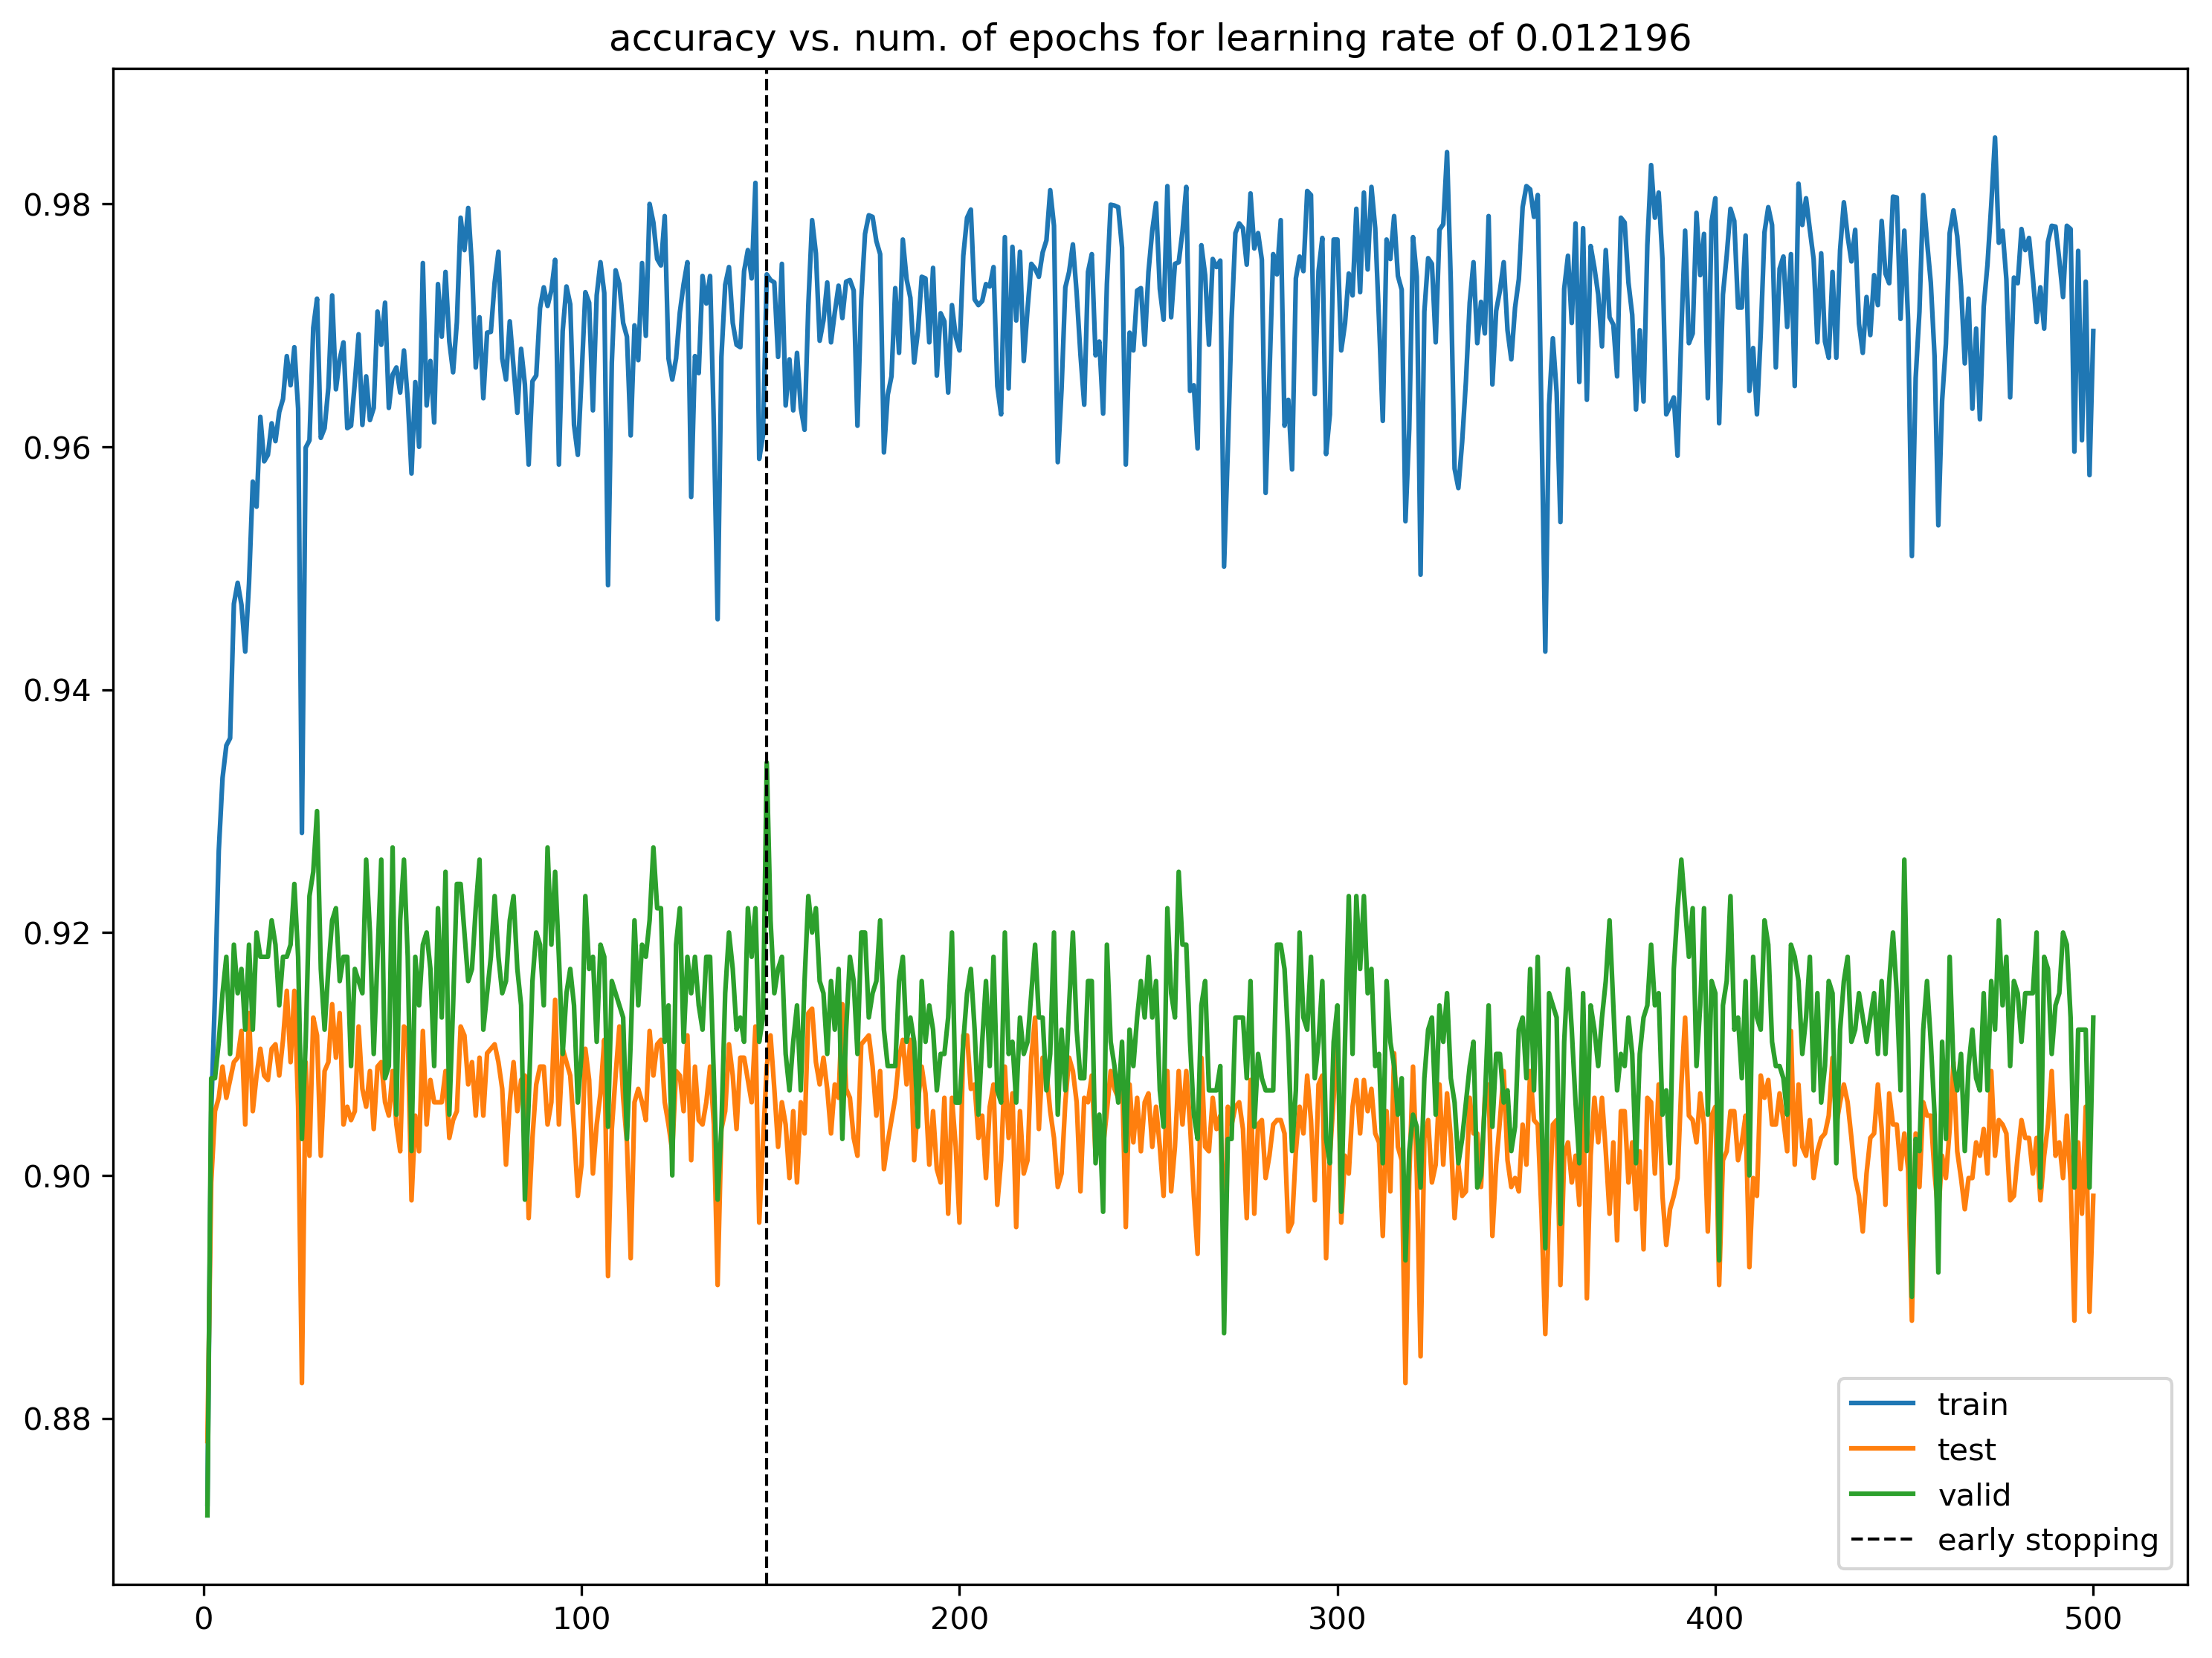 accuracy vs. num. of epochs for learning rate of 0.012196
0.98
0.96
0.94
0.92
0.90
0.88
train
test
valid
early stopping
0 100 200 300 400 500